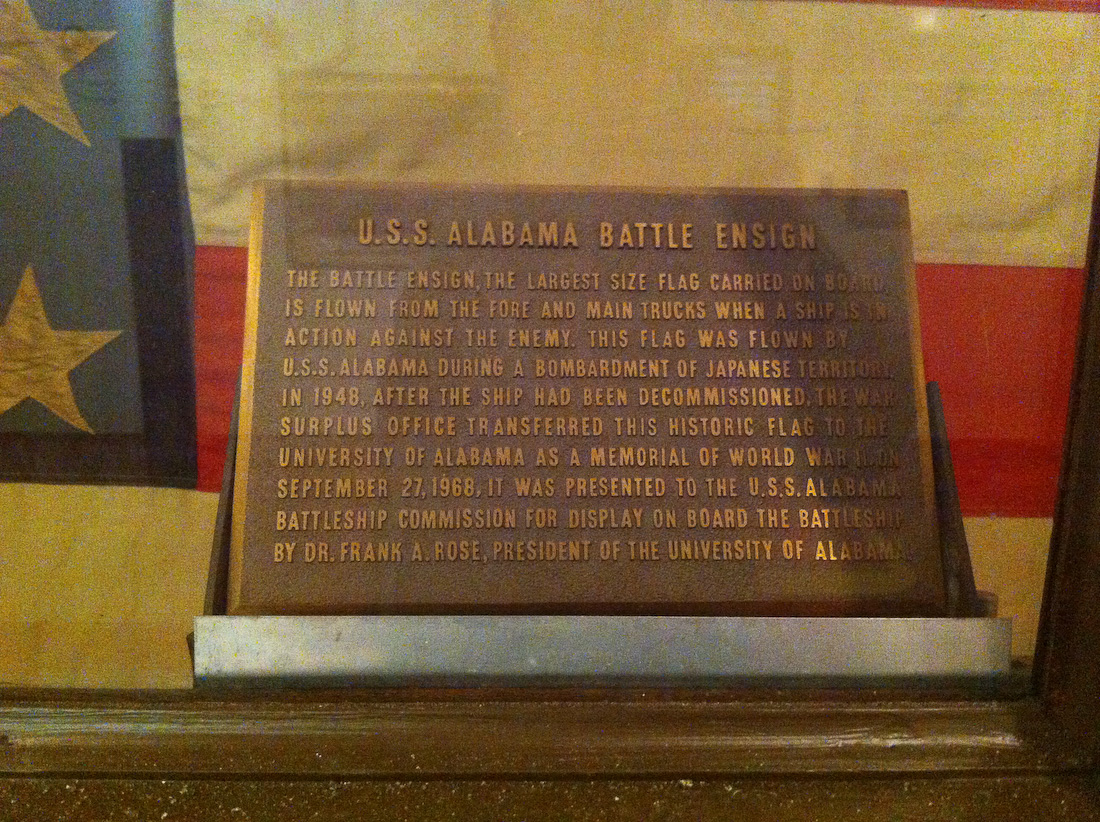 U.S.S. ALABAMA BATTLE ENSIGN
THE BATTLE ENSIGN, THE LARGEST SIZE FLAG CARRIED ON BOARD,
IS FLOWN FROM THE FORE AND MAIN TRUCKS WHEN A SHIP IS IN
ACTION AGAINST THE ENEMY. THIS FLAG WAS FLOWN BY
U.S.S. ALABAMA DURING A BOMBARDMENT OF JAPANESE TERRITORY.
IN 1948, AFTER THE SHIP HAD BEEN DECOMMISSIONED, THE WAR
SURPLUS OFFICE TRANSFERRED THIS HISTORIC FLAG TO THE
UNIVERSITY OF ALABAMA AS A MEMORIAL OF WORLD WAR II. ON
SEPTEMBER 27, 1968, IT WAS PRESENTED TO THE U.S.S. ALABAMA
BATTLESHIP COMMISSION FOR DISPLAY ON BOARD THE BATTLESHIP
BY DR. FRANK A. ROSE, PRESIDENT OF THE UNIVERSITY OF ALABAMA.